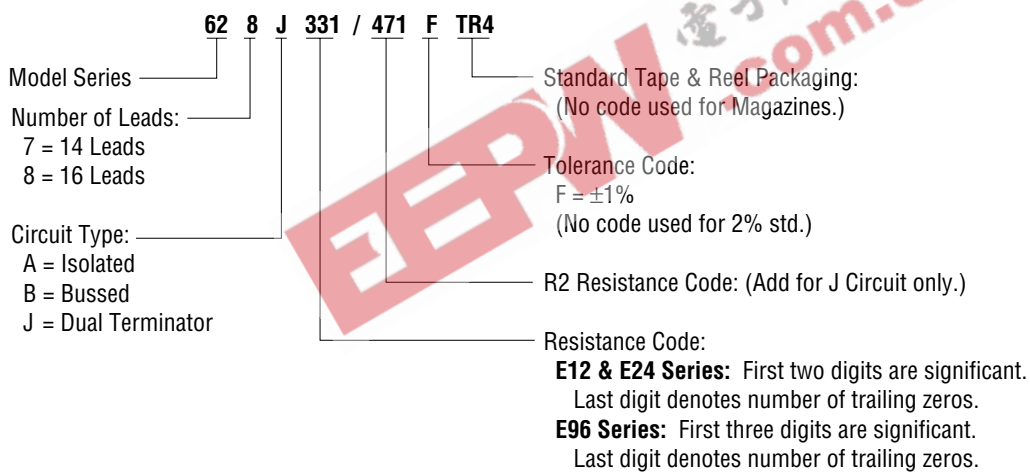 62 8 J 331 / 471 F TR4
Model Series
Number of Leads:
7 = 14 Leads
8 = 16 Leads
Circuit Type:
A = Isolated
B = Bussed
J = Dual Terminator
Standard Tape & Reel Packaging:
(No code used for Magazines.)
Tolerance Code:
F = ±1%
(No code used for 2% std.)
R2 Resistance Code: (Add for J Circuit only.)
Resistance Code:
E12 & E24 Series: First two digits are significant.
Last digit denotes number of trailing zeros.
E96 Series: First three digits are significant.
Last digit denotes number of trailing zeros.
EEPW